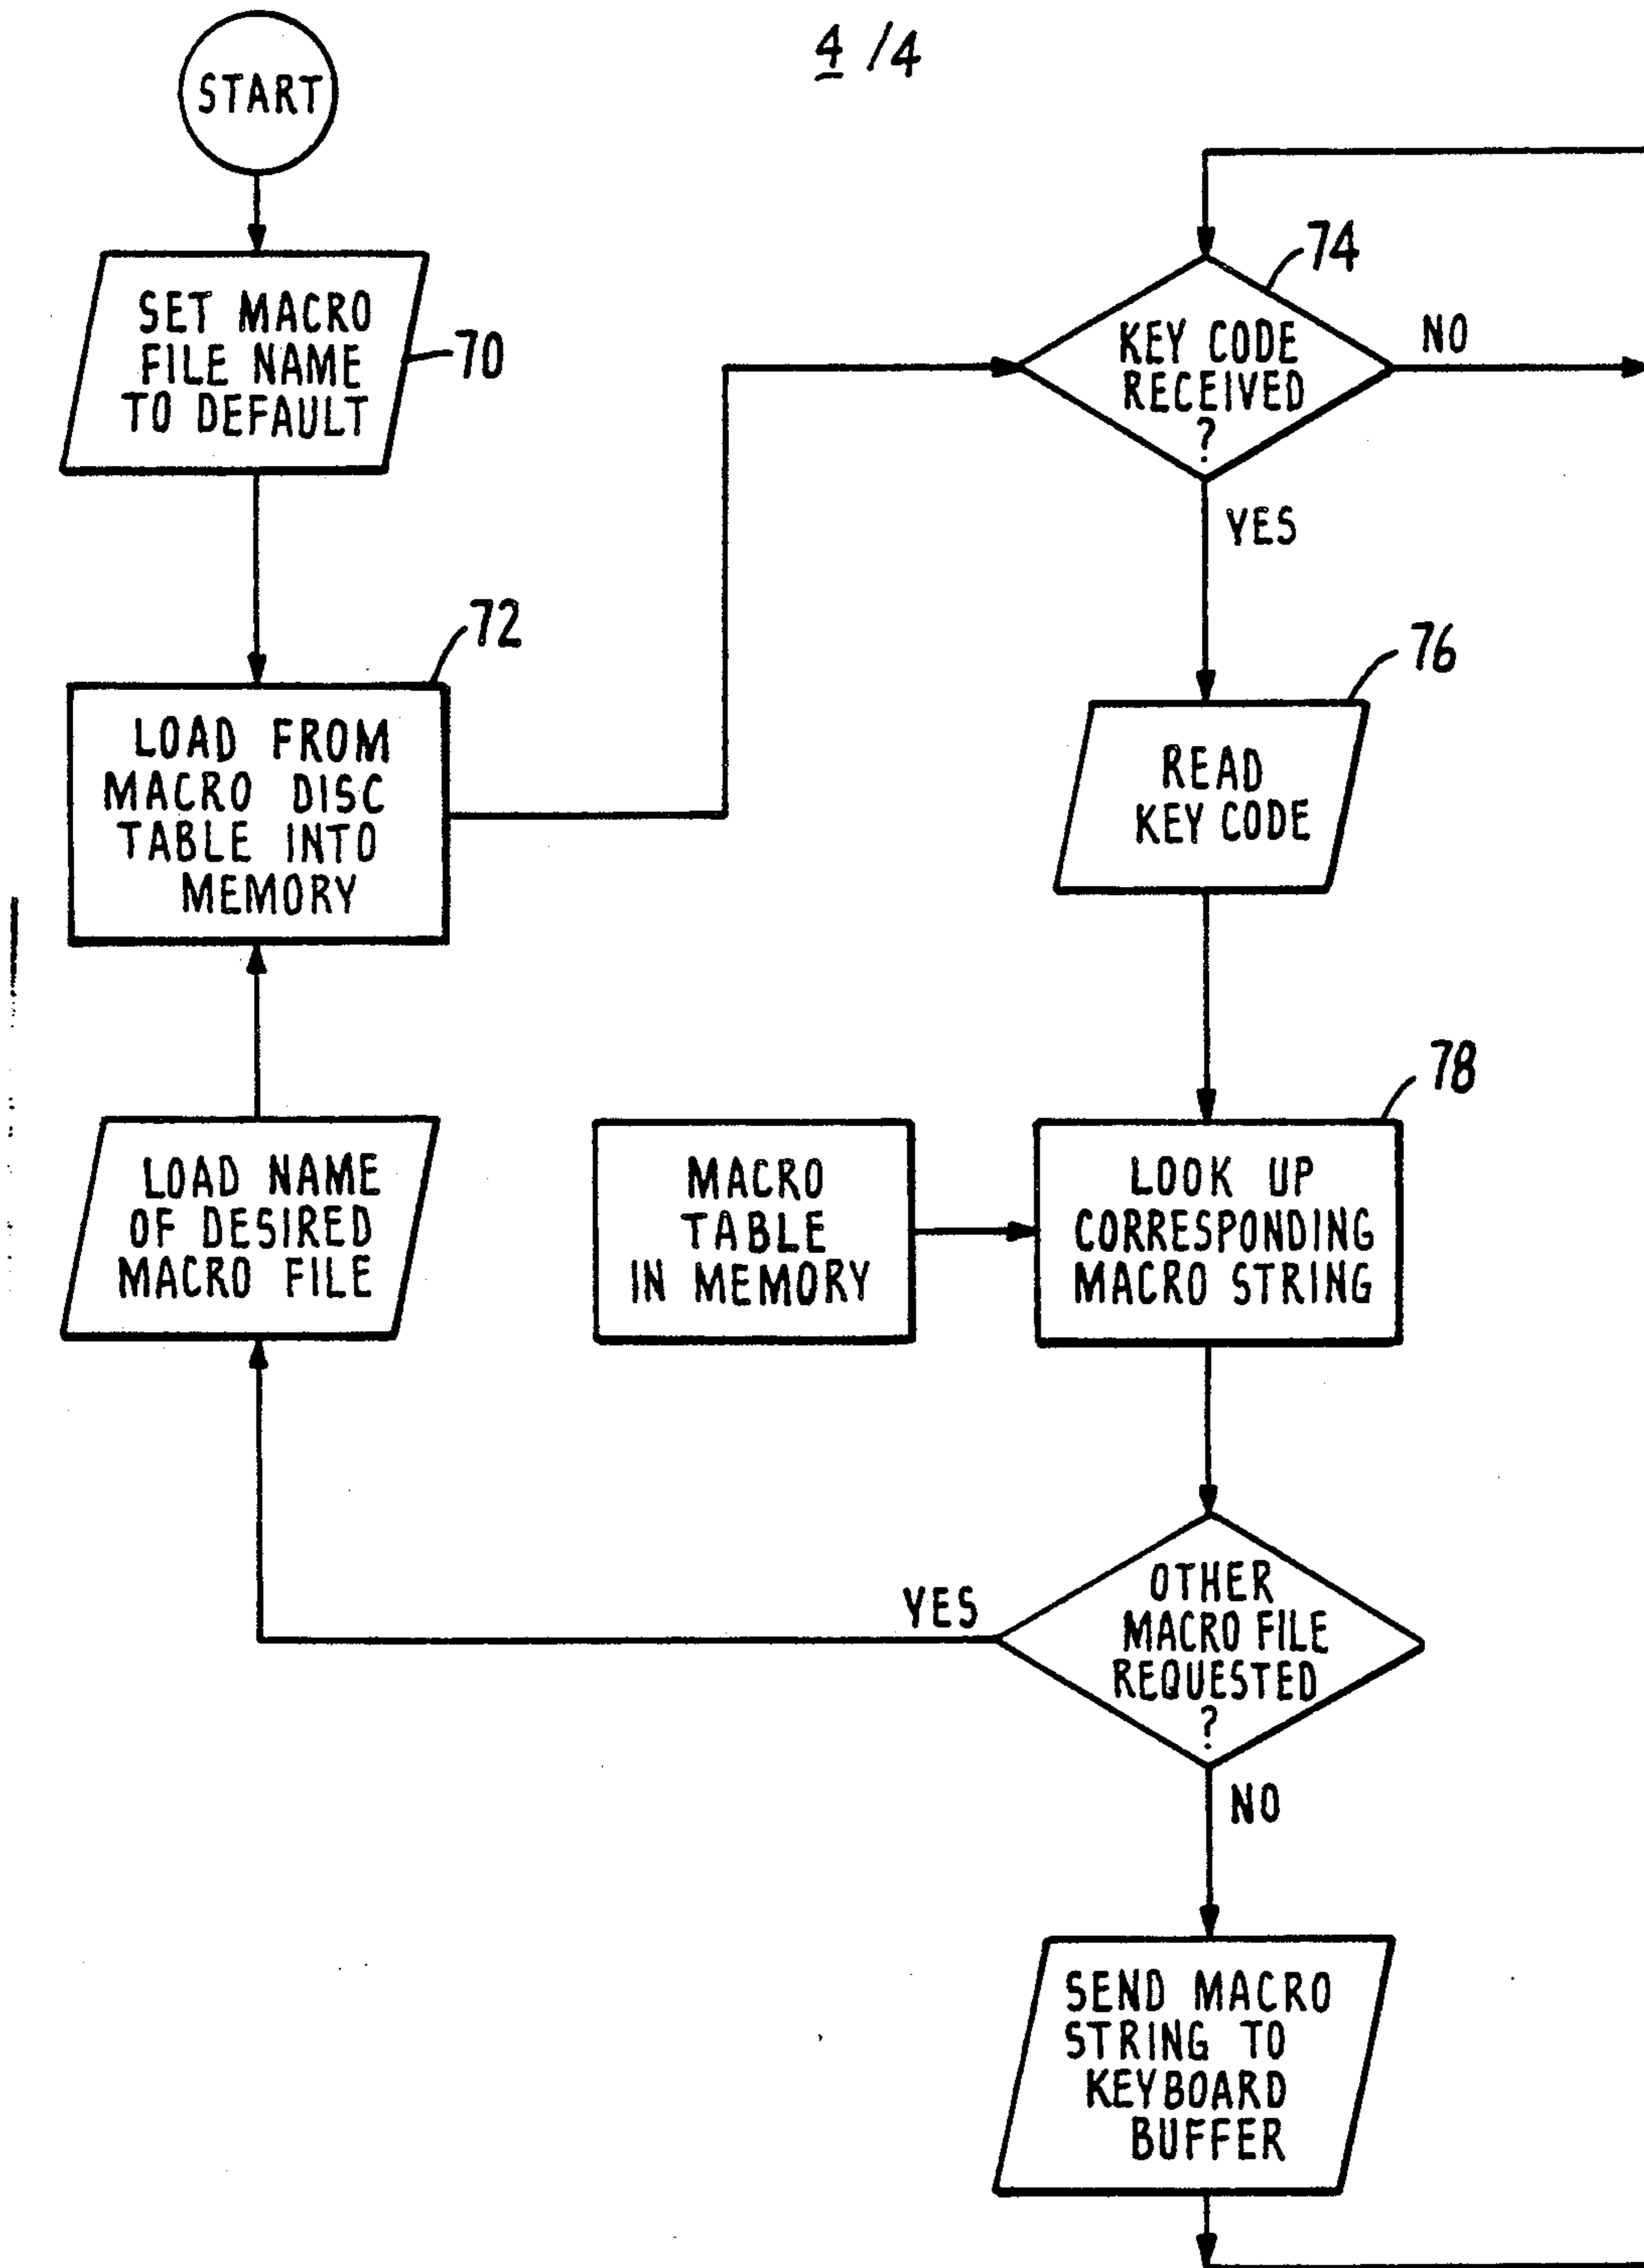 4/4
START
SET MACRO
FILE NAME
TO DEFAULT
70
72
LOAD FROM
MACRO DISC
TABLE INTO
MEMORY
LOAD NAME
OF DESIRED
MACRO FILE
74
KEY CODE
RECEIVED
?
NO
YES
76
READ
KEY CODE
78
MACRO
TABLE
IN MEMORY
LOOK UP
CORRESPONDING
MACRO STRING
OTHER
MACRO FILE
REQUESTED
?
YES
NO
SEND MACRO
STRING TO
KEYBOARD
BUFFER